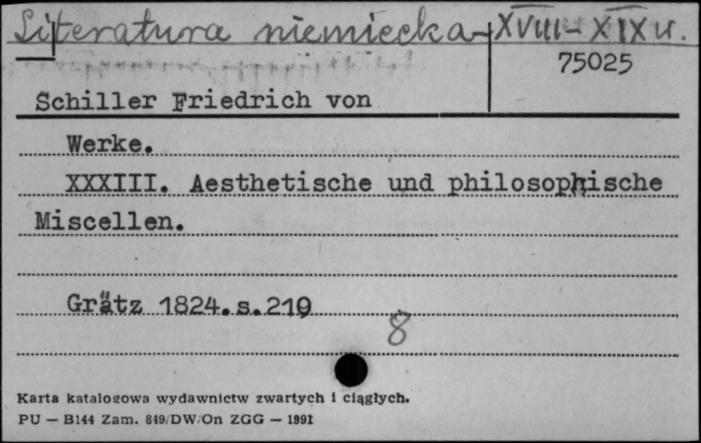 Literatura niemiecka-XVIII-XIX w.
75025
Schiller Friedrich von
Werke.
XXXIII. Aesthetische und philosophische
Miscellen.
Grätz 1824.s.219
8
Karta katalogowa wydawnictw zwartych i ciągłych.
PU — B144 Zam. 849/DW/On ZGG — 1991